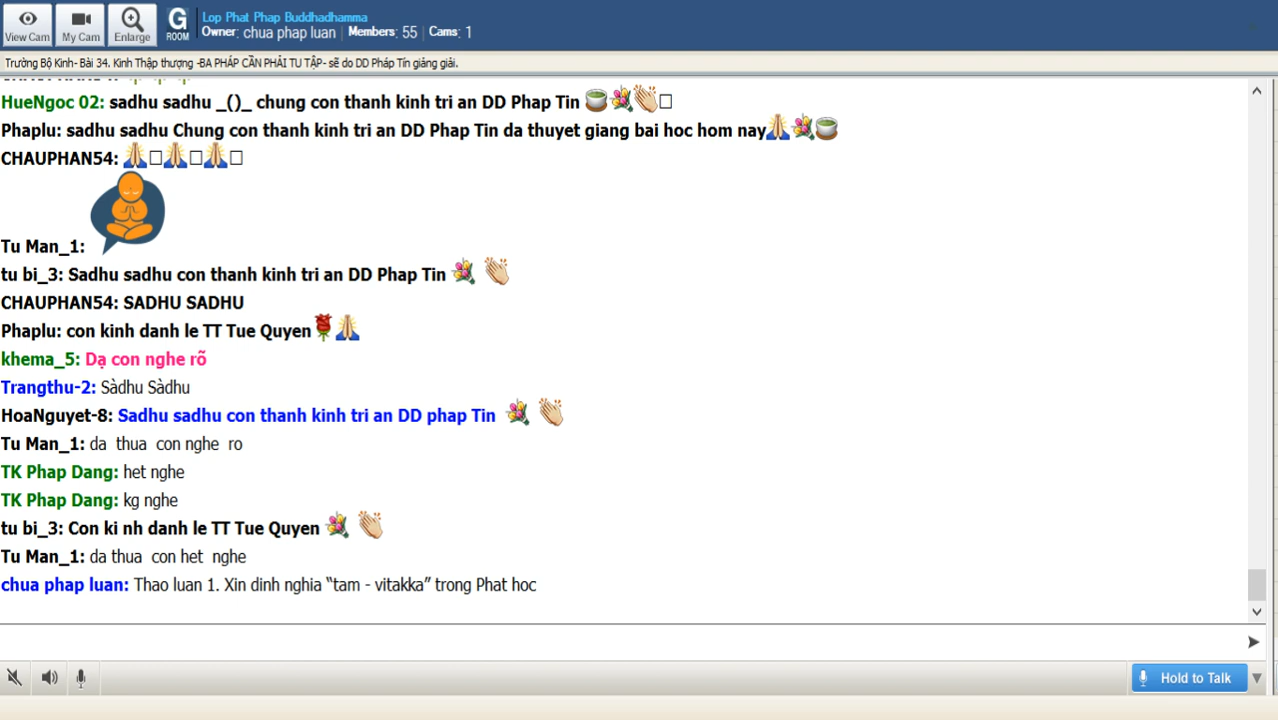 View Cam
My Cam
Enlarge
G
ROOM
Lop Phat Phap Buddhadhamma
Owner: chua phap luan | Members: 55 | Cams: 1
Trường Bộ Kinh- Bài 34. Kinh Thập thượng -BA PHÁP CẦN PHẢI TU TẬP- sẽ do DD Pháp Tín giảng giải.
HueNgoc 02: sadhu sadhu _()_ chung con thanh kinh tri an DD Phap Tin
Phaplu: sadhu sadhu Chung con thanh kinh tri an DD Phap Tin da thuyet giang bai hoc hom nay
CHAUPHAN54:
Tu Man_1:
tu bi_3: Sadhu sadhu con thanh kinh tri an DD Phap Tin
CHAUPHAN54: SADHU SADHU
Phaplu: con kinh danh le TT Tue Quyen
khema_5: Dạ con nghe rõ
Trangthu-2: Sàdhu Sàdhu
HoaNguyet-8: Sadhu sadhu con thanh kinh tri an DD phap Tin
Tu Man_1: da thua con nghe ro
TK Phap Dang: het nghe
TK Phap Dang: kg nghe
tu bi_3: Con ki nh danh le TT Tue Quyen
Tu Man_1: da thua con het nghe
chua phap luan: Thao luan 1. Xin dinh nghia “tam - vitakka” trong Phat hoc
Hold to Talk